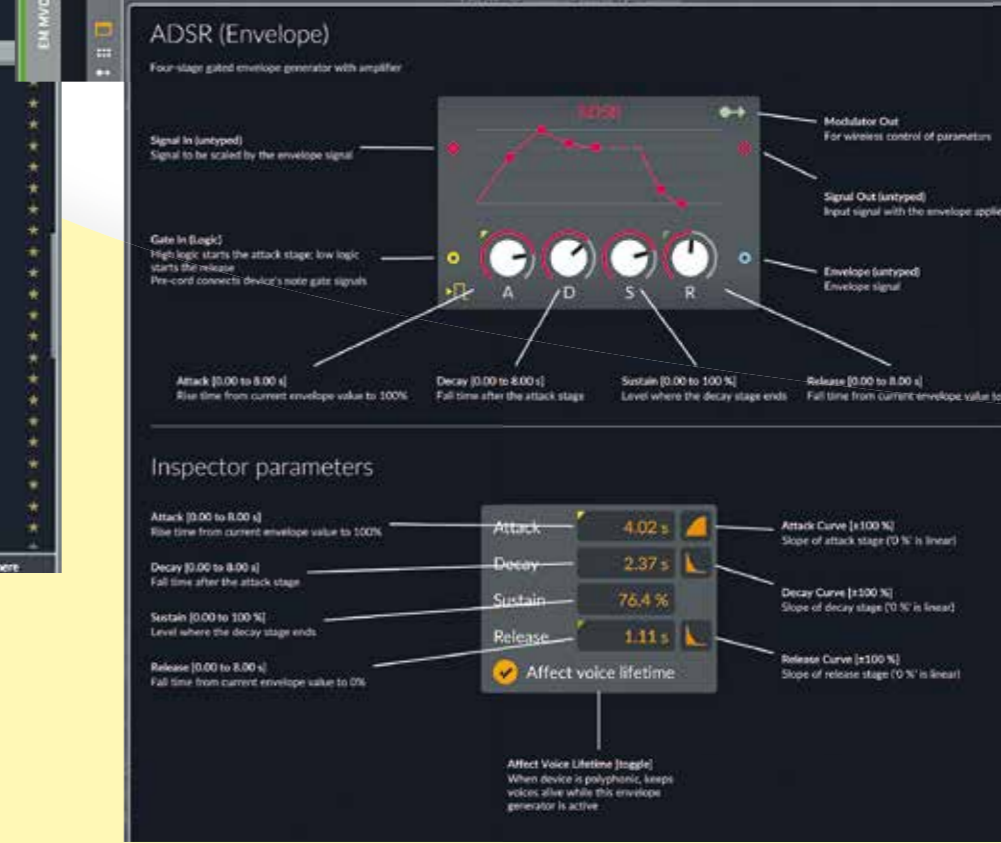 EM MVC
ADSR (Envelope)
Four-stage gated envelope generator with amplifier
ADSR
Modulator Out
For wireless control of parameters
Signal In (untyped)
Signal to be scaled by the envelope signal
Signal Out (untyped)
Input signal with the envelope applie
Gate In (Logic)
High logic starts the attack stage; low logic
starts the release
Pre-cord connects device's note gate signals
Envelope (untyped)
Envelope signal
A D S R
Attack [0.00 to 8.00 s]
Rise time from current envelope value to 100%
Decay [0.00 to 8.00 s]
Fall time after the attack stage
Sustain [0.00 to 100 %]
Level where the decay stage ends
Release [0.00 to 8.00 s]
Fall time from current envelope value to
Inspector parameters
Attack [0.00 to 8.00 s]
Rise time from current envelope value to 100%
Decay [0.00 to 8.00 s]
Fall time after the attack stage
Sustain [0.00 to 100 %]
Level where the decay stage ends
Release [0.00 to 8.00 s]
Fall time from current envelope value to 0%
Attack 4.02 s
Decay 2.37 s
Sustain 76.4 %
Release 1.11 s
Affect voice lifetime
Attack Curve [±100 %]
Slope of attack stage ('0 %' is linear)
Decay Curve [±100 %]
Slope of decay stage ('0 %' is linear)
Release Curve [±100 %]
Slope of release stage ('0 %' is linear)
Affect Voice Lifetime [toggle]
When device is polyphonic, keeps
voices alive while this envelope
generator is active